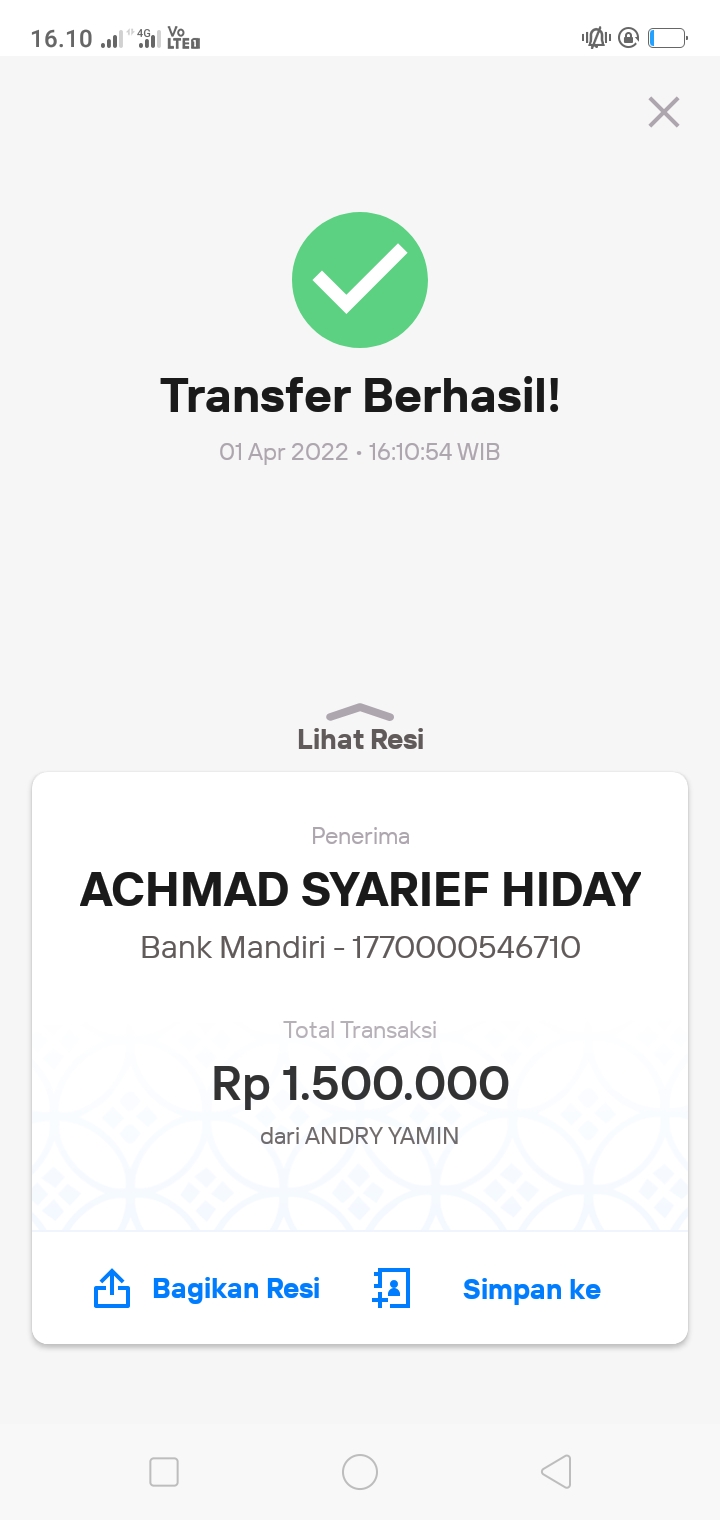 16.10 4G Vo LTE
Transfer Berhasil!
01 Apr 2022 • 16:10:54 WIB
Lihat Resi
Penerima
ACHMAD SYARIEF HIDAY
Bank Mandiri - 1770000546710
Total Transaksi
Rp 1.500.000
dari ANDRY YAMIN
Bagikan Resi Simpan ke